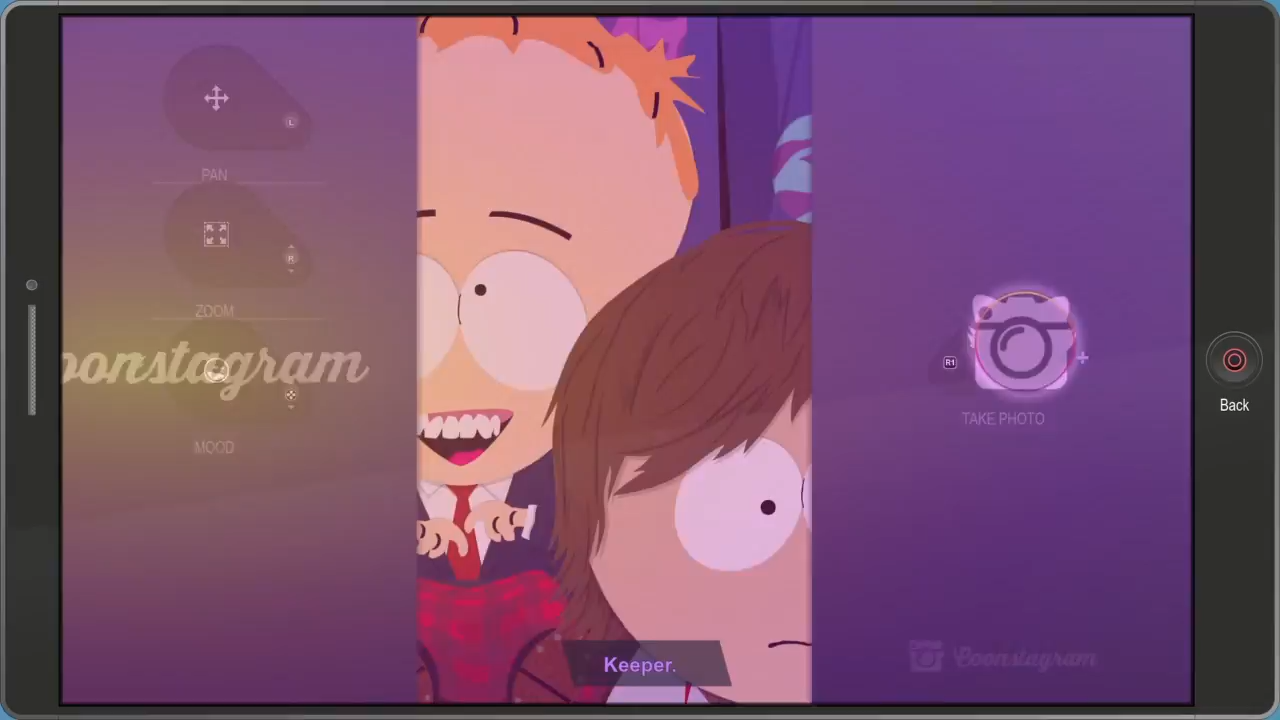 PAN
L
ZOOM
R
oonstagram
MOOD
R1
TAKE PHOTO
Back
Keeper.
Coonstagram